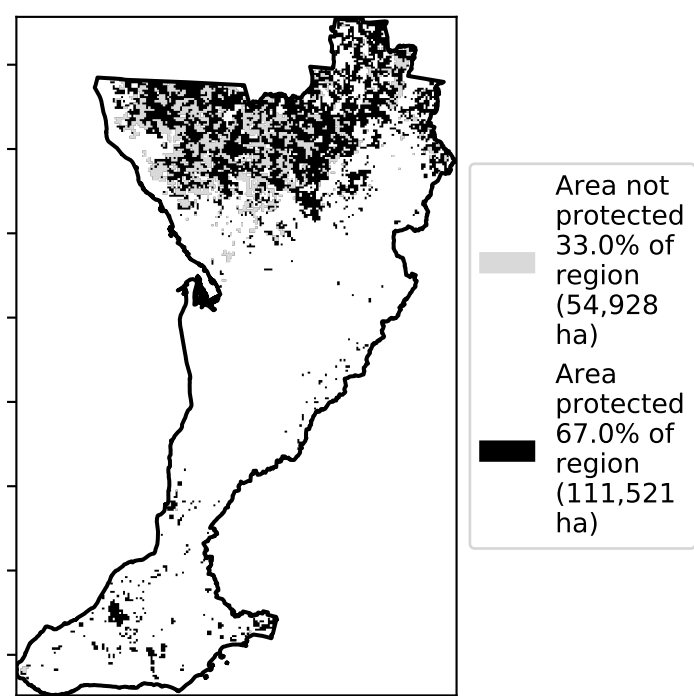 Area not
protected
33.0% of
region
(54,928
ha)
Area
protected
67.0% of
region
(111,521
ha)